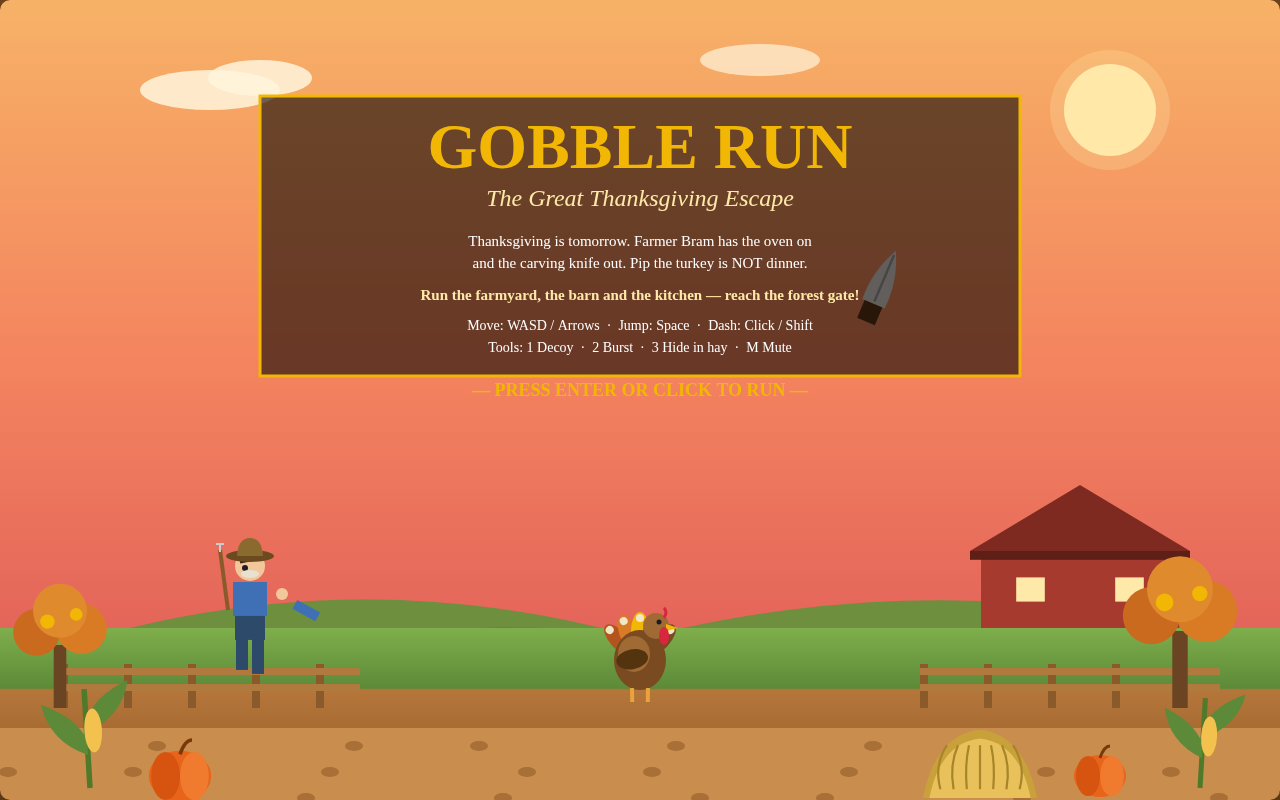 GOBBLE RUN
The Great Thanksgiving Escape
Thanksgiving is tomorrow. Farmer Bram has the oven on
and the carving knife out. Pip the turkey is NOT dinner.
Run the farmyard, the barn and the kitchen — reach the forest gate!
Move: WASD / Arrows · Jump: Space · Dash: Click / Shift
Tools: 1 Decoy · 2 Burst · 3 Hide in hay · M Mute
— PRESS ENTER OR CLICK TO RUN —